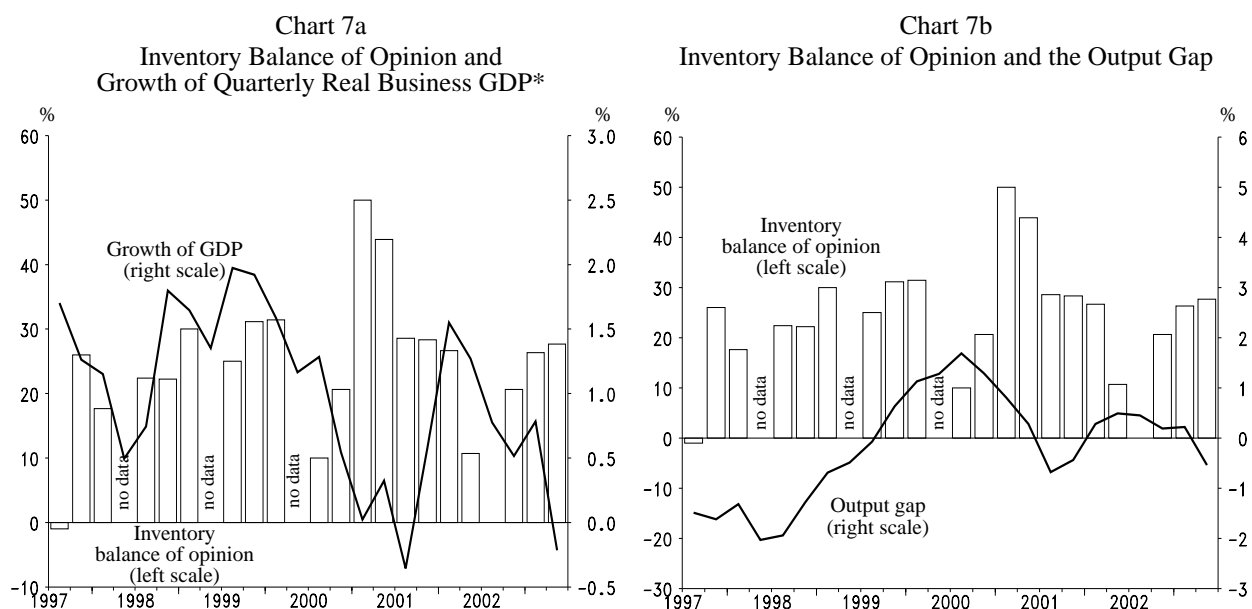 Chart 7a
Inventory Balance of Opinion and
Growth of Quarterly Real Business GDP*
%
%
60
50
40
30
20
10
0
-10
3.0
2.5
2.0
1.5
1.0
0.5
0.0
-0.5
Growth of GDP
(right scale)
no data
no data
no data
Inventory
balance of opinion
(left scale)
1997
1998
1999
2000
2001
2002
Chart 7b
Inventory Balance of Opinion and the Output Gap
%
%
60
50
40
30
20
10
0
-10
-20
-30
6
5
4
3
2
1
0
-1
-2
-3
Inventory
balance of opinion
(left scale)
no data
no data
no data
Output gap
(right scale)
1997
1998
1999
2000
2001
2002